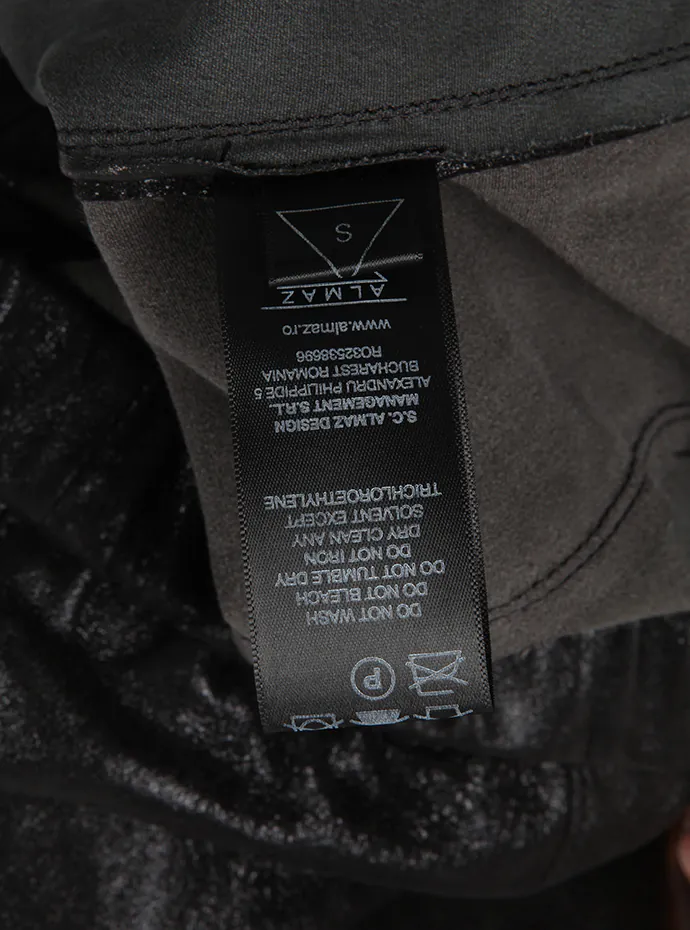 P
DO NOT WASH
DO NOT BLEACH
DO NOT TUMBLE DRY
DO NOT IRON
DRY CLEAN ANY
SOLVENT EXCEPT
TRICHLOROETHYLENE
S.C. ALMAZ DESIGN
MANAGEMENT S.R.L.
ALEXANDRU PHILIPPIDE 5
BUCHAREST ROMANIA
RO32538696
www.almaz.ro
ALMAZ
S